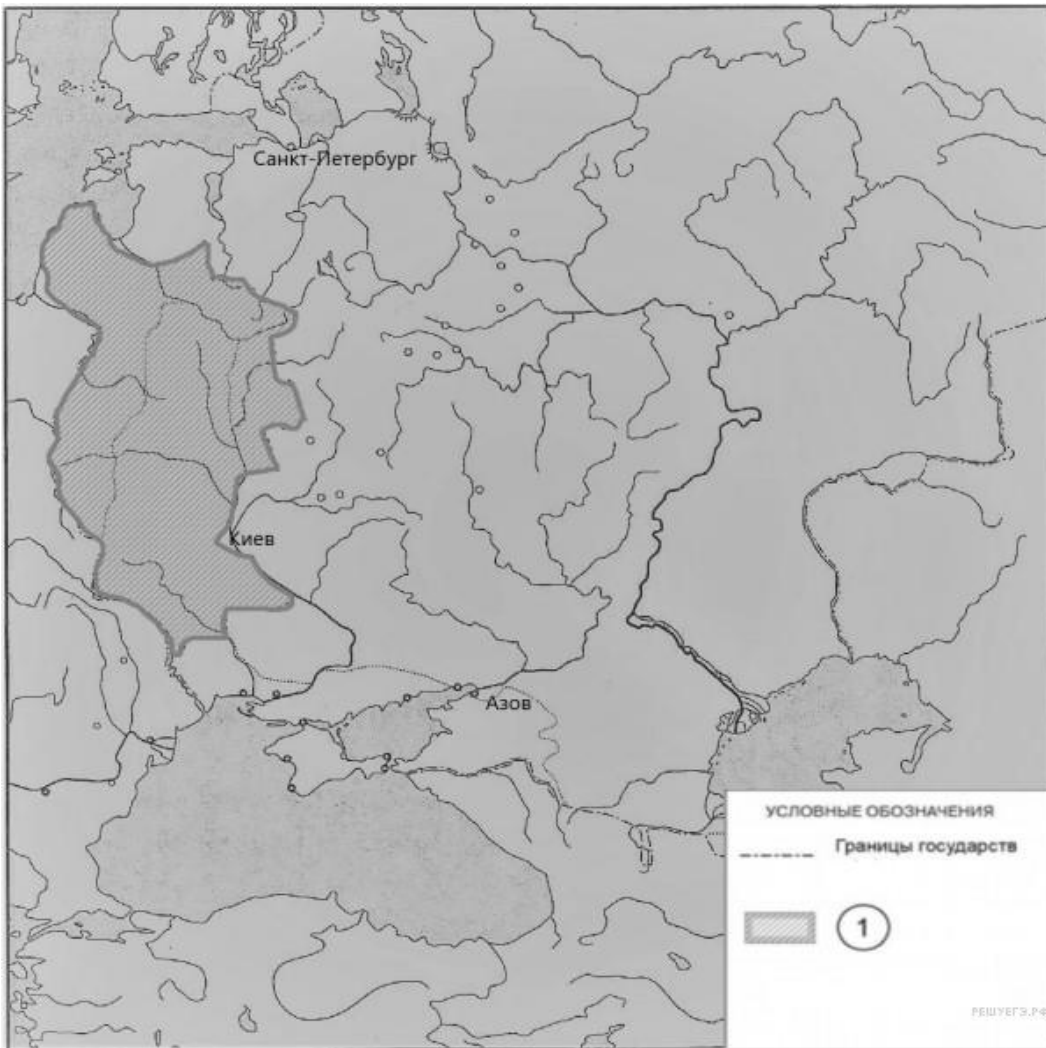 Санкт-Петербург
Киев
Азов
УСЛОВНЫЕ ОБОЗНАЧЕНИЯ
Границы государств
1
РЕШУЕГЭ.РФ